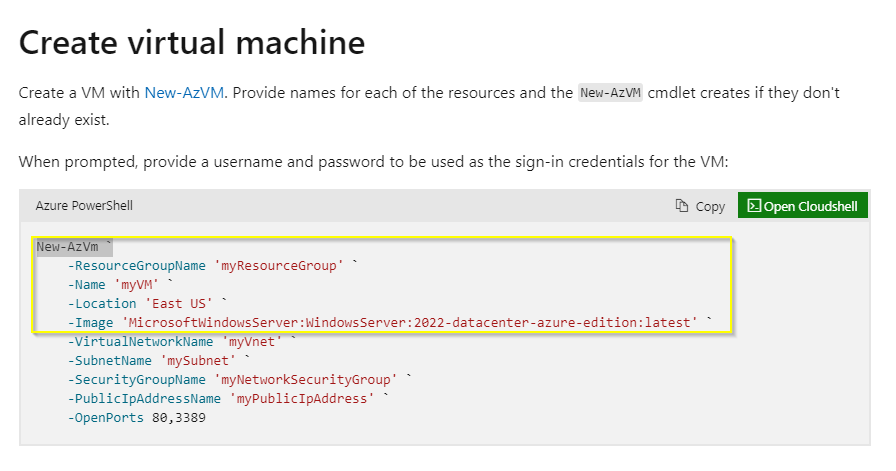 Create virtual machine
Create a VM with New-AzVM. Provide names for each of the resources and the New-AzVM cmdlet creates if they don't
already exist.
When prompted, provide a username and password to be used as the sign-in credentials for the VM:
Azure PowerShell Copy Open Cloudshell
New-AzVm `
-ResourceGroupName 'myResourceGroup' `
-Name 'myVM' `
-Location 'East US' `
-Image 'MicrosoftWindowsServer:WindowsServer:2022-datacenter-azure-edition:latest' `
-VirtualNetworkName 'myVnet' `
-SubnetName 'mySubnet' `
-SecurityGroupName 'myNetworkSecurityGroup' `
-PublicIpAddressName 'myPublicIpAddress' `
-OpenPorts 80,3389